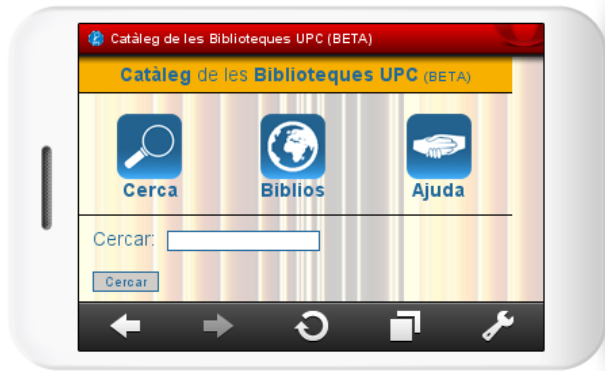 Catàleg de les Biblioteques UPC (BETA)
Catàleg de les Biblioteques UPC (BETA)
Cerca Biblios Ajuda
Cercar:
Cercar